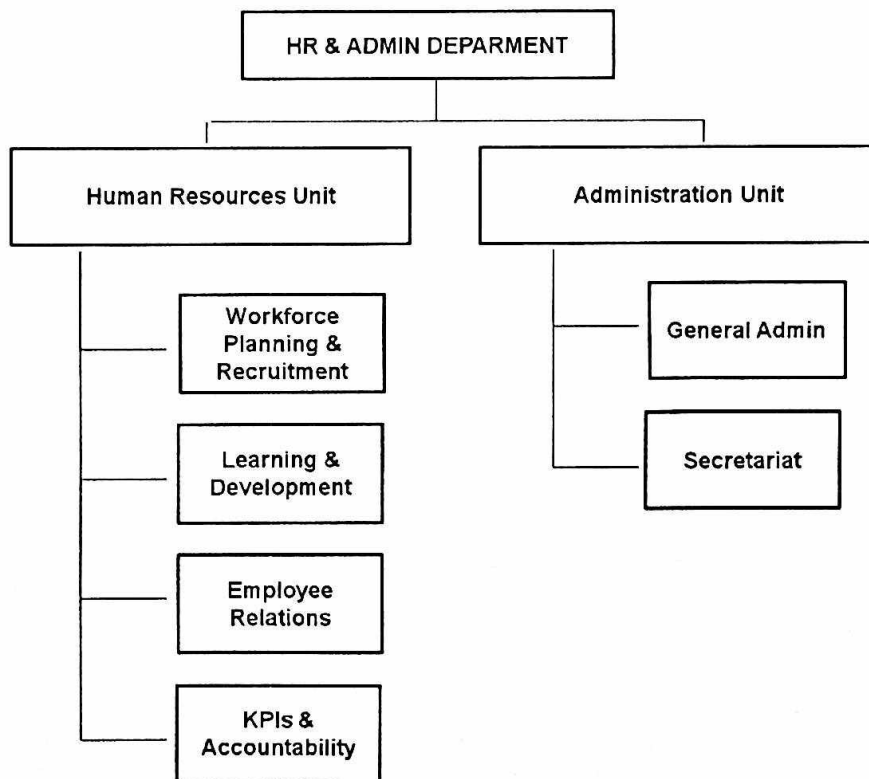 HR & ADMIN DEPARMENT
Human Resources Unit
Administration Unit
Workforce
Planning &
Recruitment
Learning &
Development
Employee
Relations
KPIs &
Accountability
General Admin
Secretariat